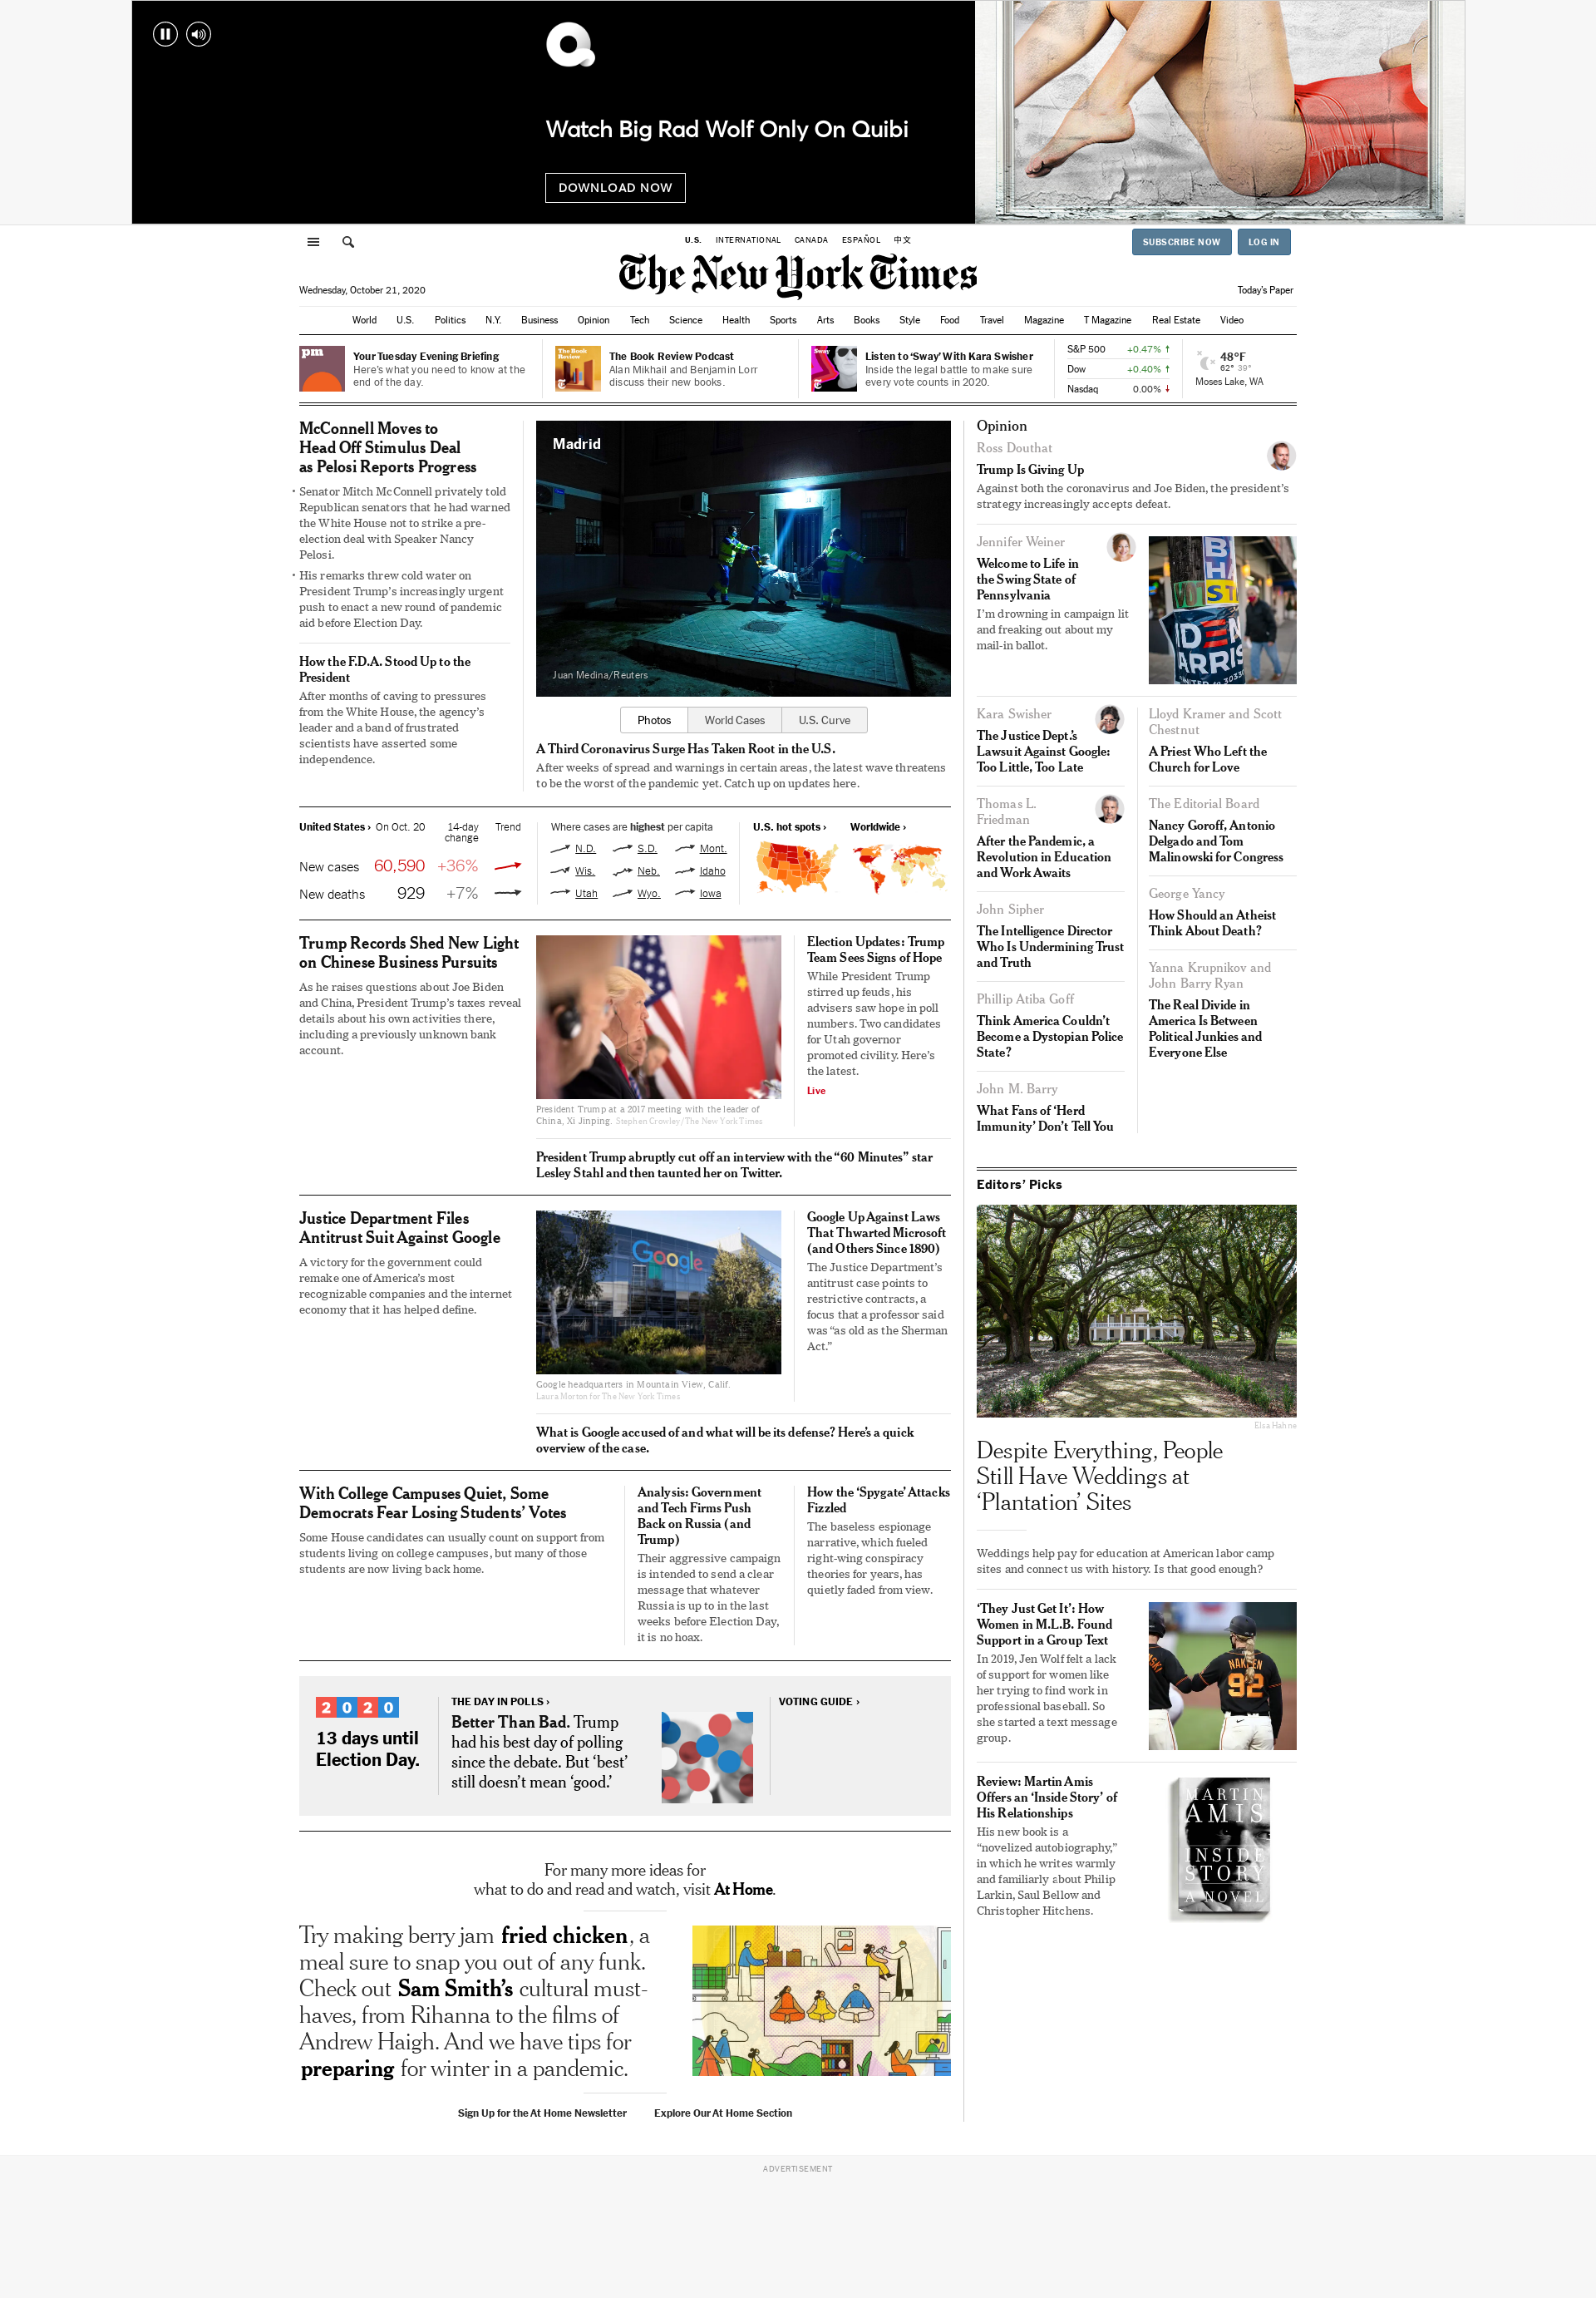 Watch Big Rad Wolf Only On Quibi
DOWNLOAD NOW
U.S. INTERNATIONAL CANADA ESPAÑOL 中文
SUBSCRIBE NOW LOG IN
The New York Times
Wednesday, October 21, 2020
Today's Paper
World U.S. Politics N.Y. Business Opinion Tech Science Health Sports Arts Books Style Food Travel Magazine T Magazine Real Estate Video
pm
Your Tuesday Evening Briefing
Here's what you need to know at the
end of the day.
The Book
Review
The Book Review Podcast
Alan Mikhail and Benjamin Lorr
discuss their new books.
Sway
Listen to 'Sway' With Kara Swisher
Inside the legal battle to make sure
every vote counts in 2020.
S&P 500 +0.47% ↑
Dow +0.40% ↑
Nasdaq 0.00% ↓
48°F
62° 39°
Moses Lake, WA
McConnell Moves to
Head Off Stimulus Deal
as Pelosi Reports Progress
• Senator Mitch McConnell privately told
Republican senators that he had warned
the White House not to strike a pre-
election deal with Speaker Nancy
Pelosi.
• His remarks threw cold water on
President Trump's increasingly urgent
push to enact a new round of pandemic
aid before Election Day.
How the F.D.A. Stood Up to the
President
After months of caving to pressures
from the White House, the agency's
leader and a band of frustrated
scientists have asserted some
independence.
Madrid
Juan Medina/Reuters
Photos World Cases U.S. Curve
A Third Coronavirus Surge Has Taken Root in the U.S.
After weeks of spread and warnings in certain areas, the latest wave threatens
to be the worst of the pandemic yet. Catch up on updates here.
United States › On Oct. 20 14-day
change Trend
New cases 60,590 +36%
New deaths 929 +7%
Where cases are highest per capita
N.D. S.D. Mont.
Wis. Neb. Idaho
Utah Wyo. Iowa
U.S. hot spots › Worldwide ›
Trump Records Shed New Light
on Chinese Business Pursuits
As he raises questions about Joe Biden
and China, President Trump's taxes reveal
details about his own activities there,
including a previously unknown bank
account.
President Trump at a 2017 meeting with the leader of
China, Xi Jinping. Stephen Crowley/The New York Times
Election Updates: Trump
Team Sees Signs of Hope
While President Trump
stirred up feuds, his
advisers saw hope in poll
numbers. Two candidates
for Utah governor
promoted civility. Here's
the latest.
Live
President Trump abruptly cut off an interview with the "60 Minutes" star
Lesley Stahl and then taunted her on Twitter.
Justice Department Files
Antitrust Suit Against Google
A victory for the government could
remake one of America's most
recognizable companies and the internet
economy that it has helped define.
Google
Google headquarters in Mountain View, Calif.
Laura Morton for The New York Times
Google Up Against Laws
That Thwarted Microsoft
(and Others Since 1890)
The Justice Department's
antitrust case points to
restrictive contracts, a
focus that a professor said
was "as old as the Sherman
Act."
What is Google accused of and what will be its defense? Here's a quick
overview of the case.
With College Campuses Quiet, Some
Democrats Fear Losing Students' Votes
Some House candidates can usually count on support from
students living on college campuses, but many of those
students are now living back home.
Analysis: Government
and Tech Firms Push
Back on Russia (and
Trump)
Their aggressive campaign
is intended to send a clear
message that whatever
Russia is up to in the last
weeks before Election Day,
it is no hoax.
How the 'Spygate' Attacks
Fizzled
The baseless espionage
narrative, which fueled
right-wing conspiracy
theories for years, has
quietly faded from view.
2020
13 days until
Election Day.
THE DAY IN POLLS ›
Better Than Bad. Trump
had his best day of polling
since the debate. But 'best'
still doesn't mean 'good.'
VOTING GUIDE ›
For many more ideas for
what to do and read and watch, visit At Home.
Try making berry jam fried chicken, a
meal sure to snap you out of any funk.
Check out Sam Smith's cultural must-
haves, from Rihanna to the films of
Andrew Haigh. And we have tips for
preparing for winter in a pandemic.
Sign Up for the At Home Newsletter Explore Our At Home Section
Opinion
Ross Douthat
Trump Is Giving Up
Against both the coronavirus and Joe Biden, the president's
strategy increasingly accepts defeat.
Jennifer Weiner
Welcome to Life in
the Swing State of
Pennsylvania
I'm drowning in campaign lit
and freaking out about my
mail-in ballot.
Kara Swisher
The Justice Dept.'s
Lawsuit Against Google:
Too Little, Too Late
Thomas L.
Friedman
After the Pandemic, a
Revolution in Education
and Work Awaits
John Sipher
The Intelligence Director
Who Is Undermining Trust
and Truth
Phillip Atiba Goff
Think America Couldn't
Become a Dystopian Police
State?
John M. Barry
What Fans of 'Herd
Immunity' Don't Tell You
Lloyd Kramer and Scott
Chestnut
A Priest Who Left the
Church for Love
The Editorial Board
Nancy Goroff, Antonio
Delgado and Tom
Malinowski for Congress
George Yancy
How Should an Atheist
Think About Death?
Yanna Krupnikov and
John Barry Ryan
The Real Divide in
America Is Between
Political Junkies and
Everyone Else
Editors' Picks
Elsa Hahne
Despite Everything, People
Still Have Weddings at
'Plantation' Sites
Weddings help pay for education at American labor camp
sites and connect us with history. Is that good enough?
'They Just Get It': How
Women in M.L.B. Found
Support in a Group Text
In 2019, Jen Wolf felt a lack
of support for women like
her trying to find work in
professional baseball. So
she started a text message
group.
NAKKEN
92
Review: Martin Amis
Offers an 'Inside Story' of
His Relationships
His new book is a
"novelized autobiography,"
in which he writes warmly
and familiarly about Philip
Larkin, Saul Bellow and
Christopher Hitchens.
MARTIN
AMIS
INSIDE
STORY
A NOVEL
ADVERTISEMENT